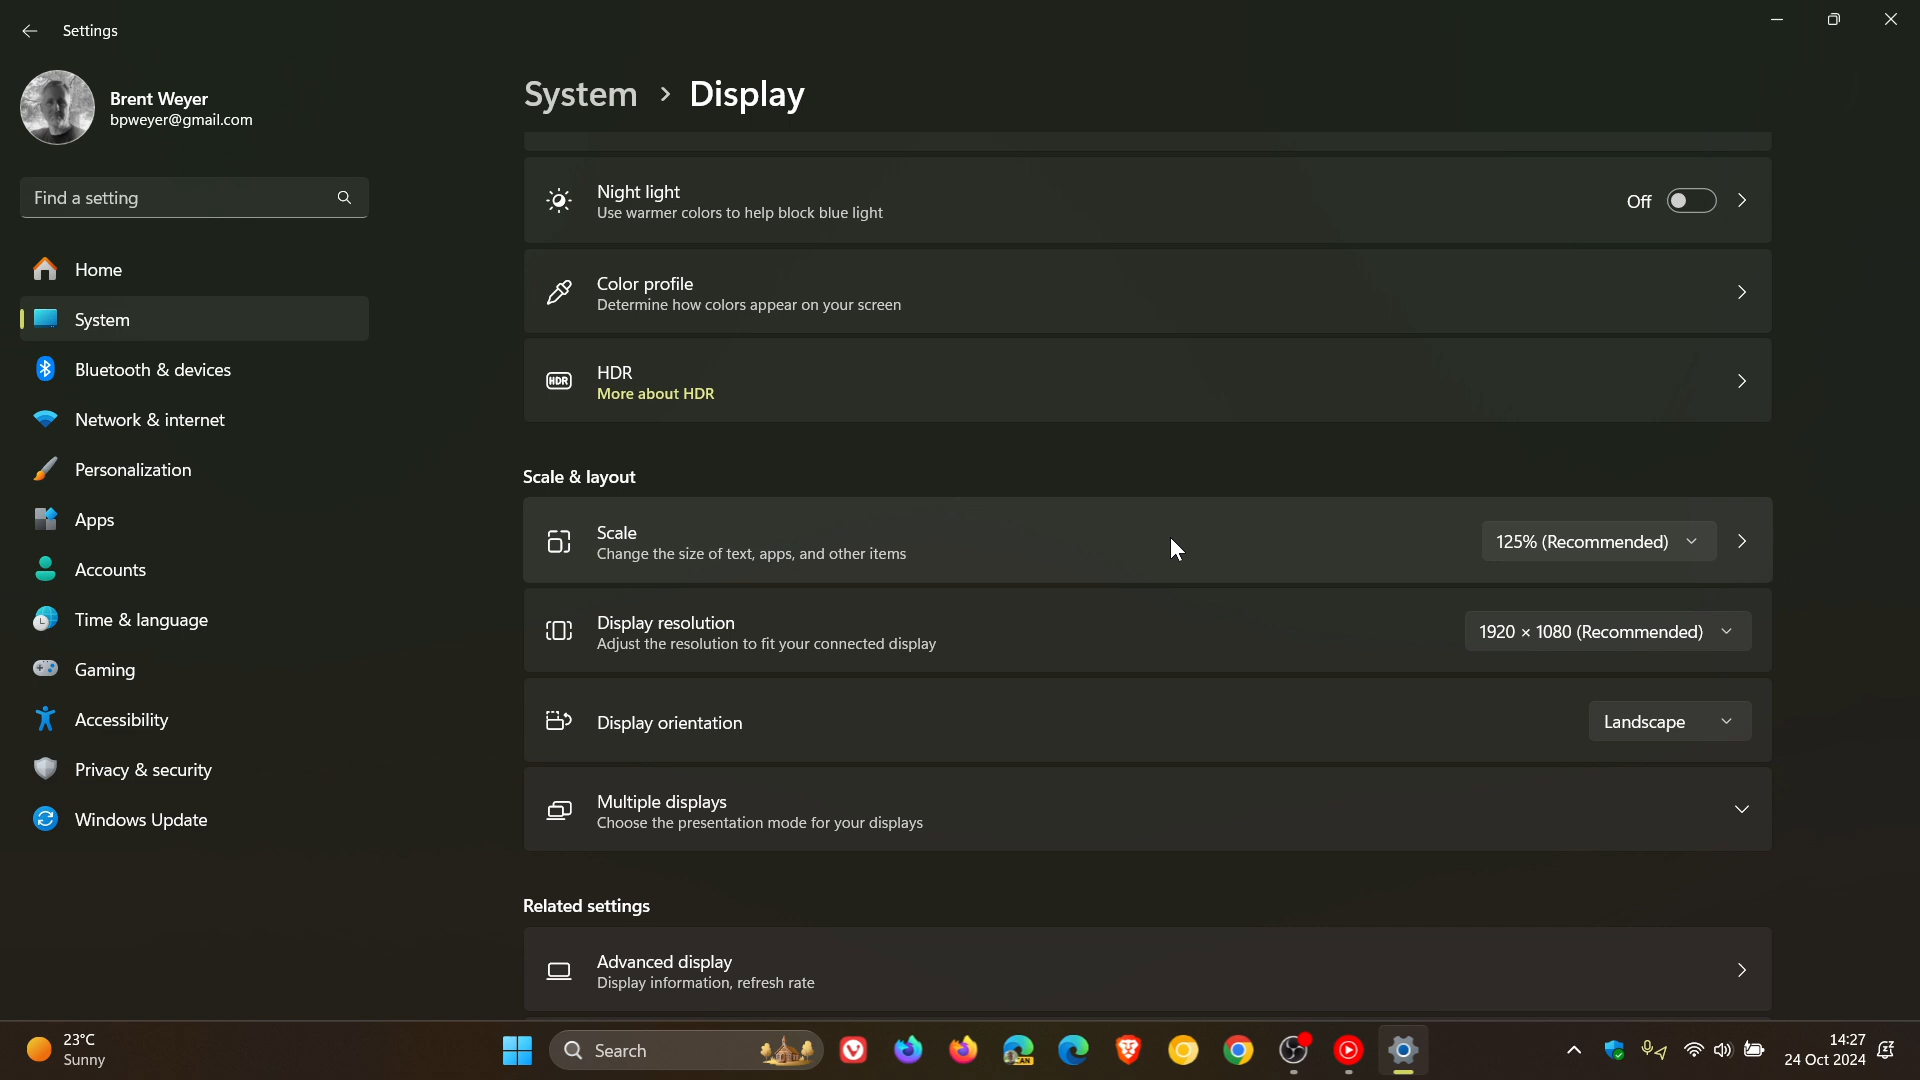 Settings
Brent Weyer
bpweyer@gmail.com
Find a setting
Home
System
Bluetooth & devices
Network & internet
Personalization
Apps
Accounts
Time & language
Gaming
Accessibility
Privacy & security
Windows Update
System > Display
Night light
Use warmer colors to help block blue light
Off
Color profile
Determine how colors appear on your screen
HDR
HDR
More about HDR
Scale & layout
Scale
Change the size of text, apps, and other items
125% (Recommended)
Display resolution
Adjust the resolution to fit your connected display
1920 × 1080 (Recommended)
Display orientation
Landscape
Multiple displays
Choose the presentation mode for your displays
Related settings
Advanced display
Display information, refresh rate
23°C
Sunny
Search
CAN
14:27
24 Oct 2024